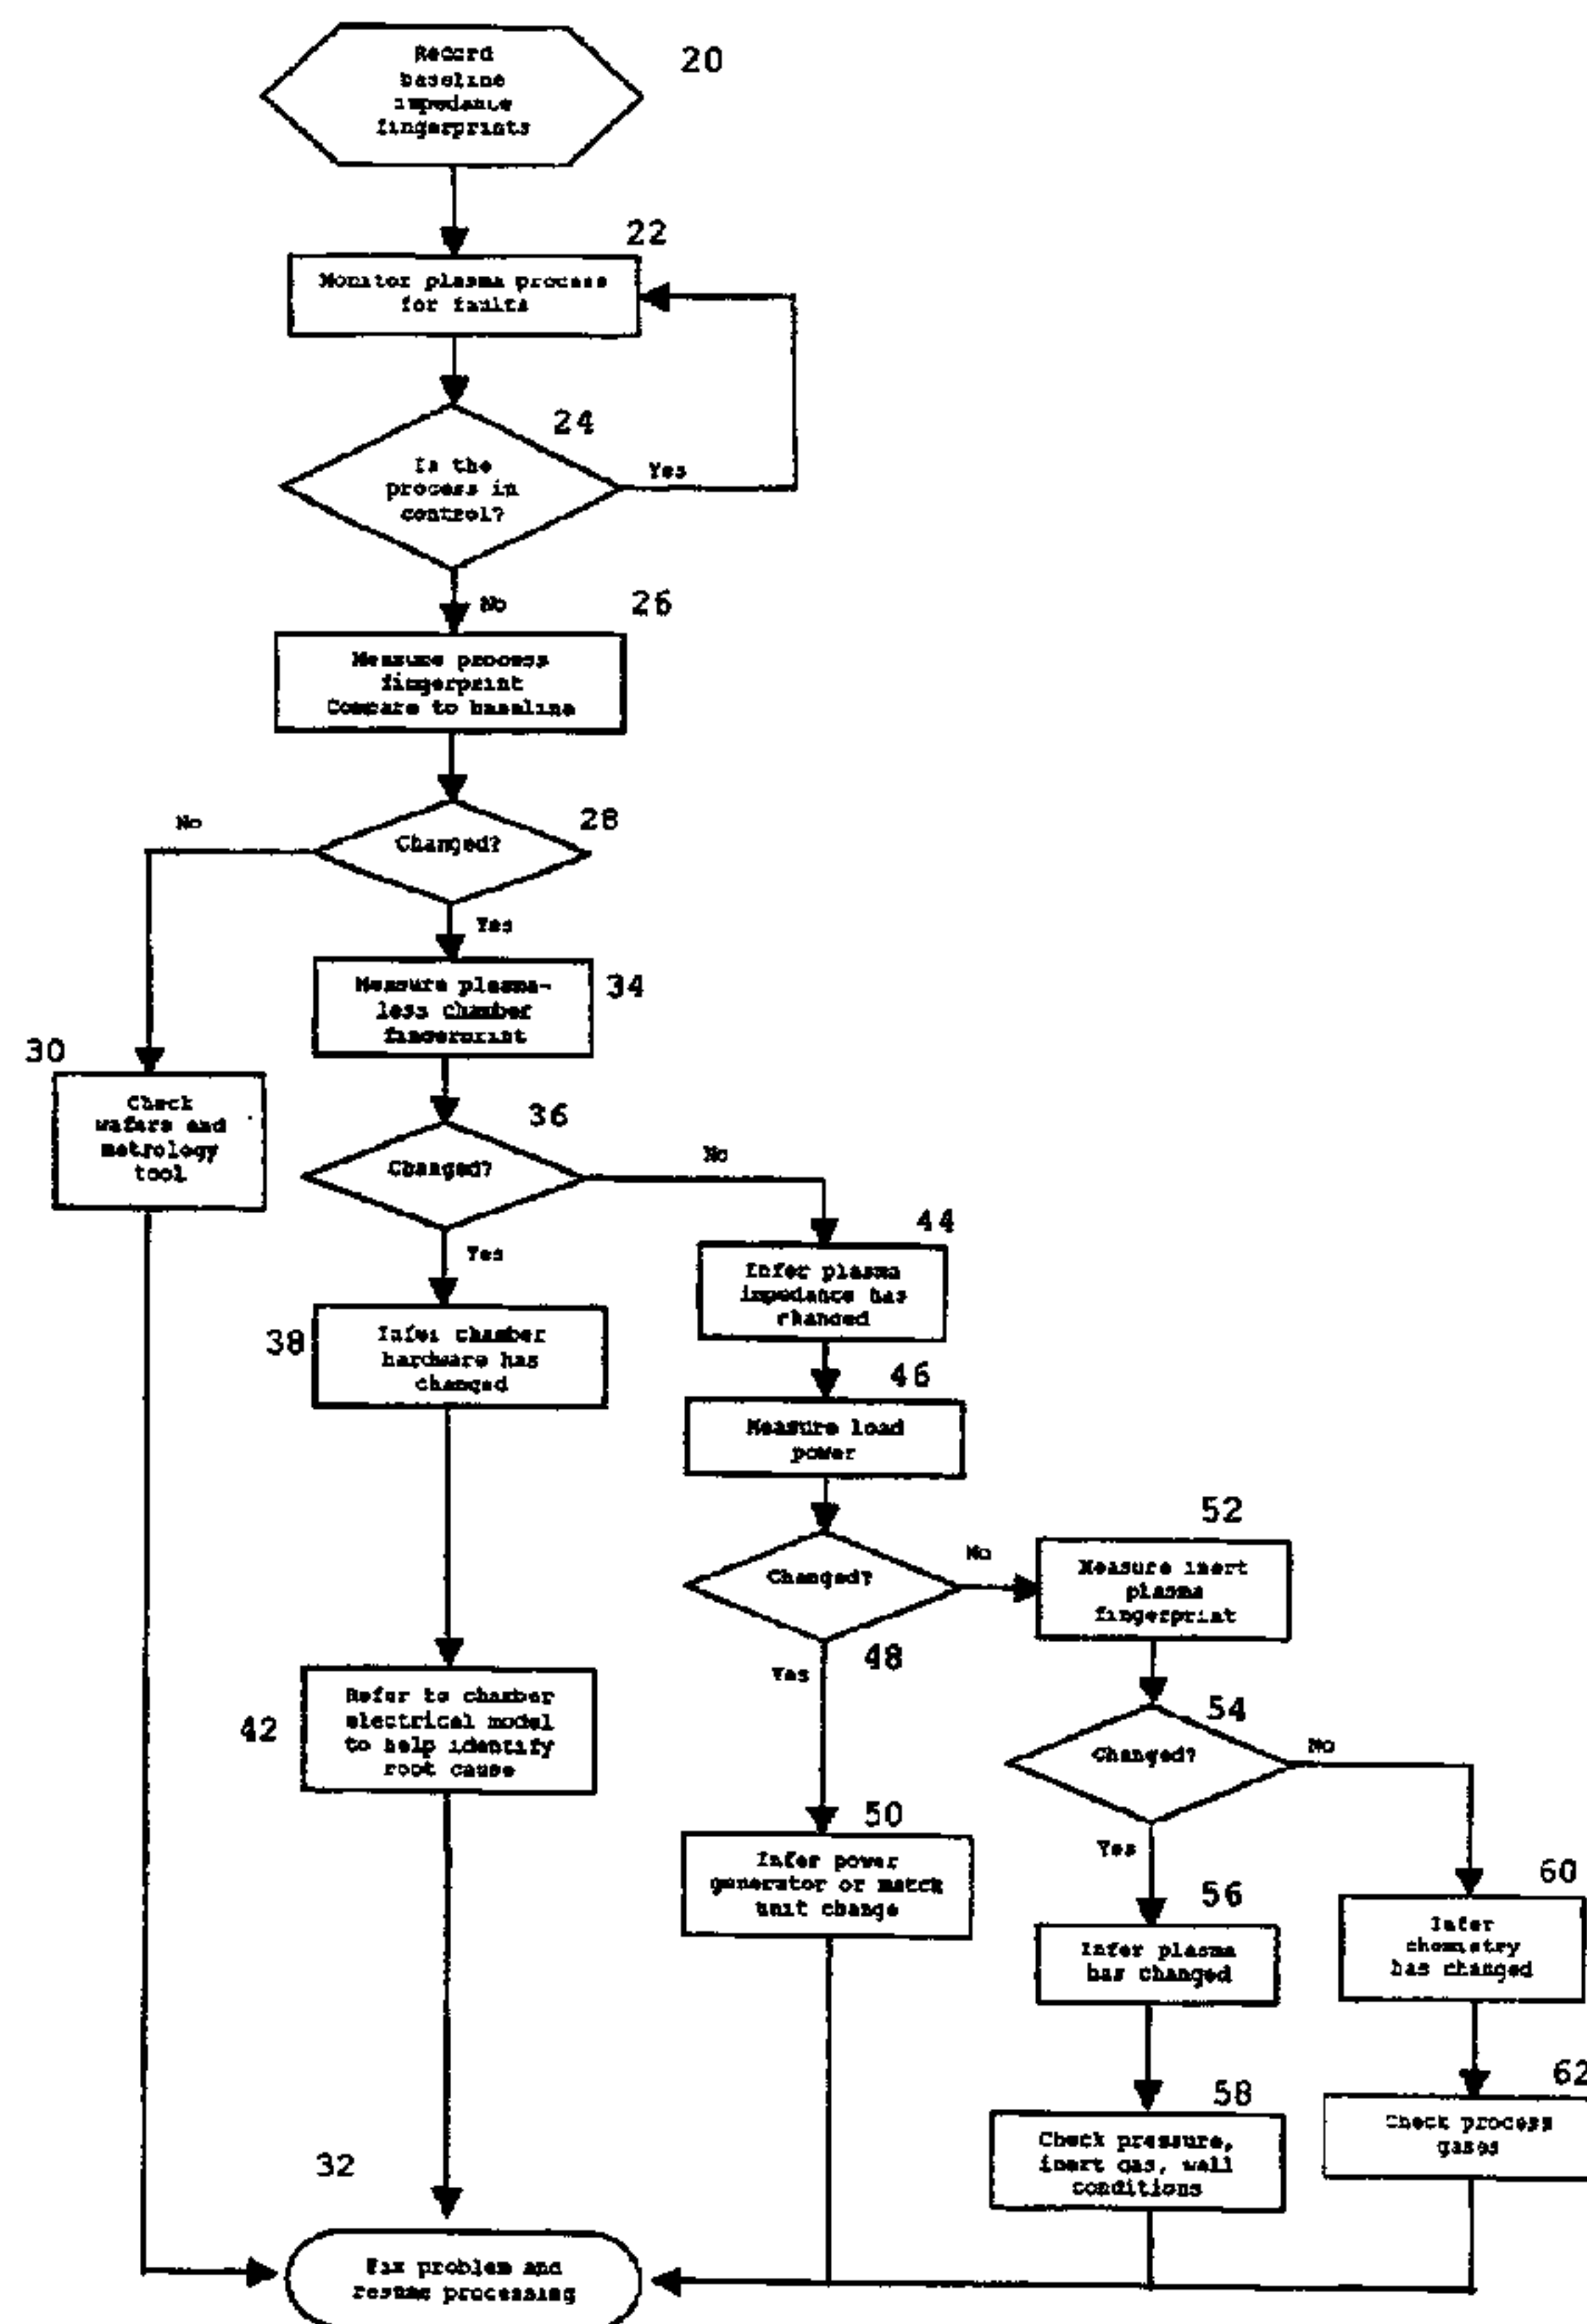 Record
baseline
impedance
fingerprints
20
22
Monitor plasma process
for faults
24
Is the
process in
control?
Yes
No
26
Measure process
fingerprint
Compare to baseline
28
Changed?
No
Yes
Measure plasma-
less chamber
fingerprint
34
30
Check
wafers and
metrology
tool
36
Changed?
No
Yes
44
Infer plasma
impedance has
changed
38
Infer chamber
hardware has
changed
46
Measure load
power
52
Changed?
No
Measure inert
plasma
fingerprint
48
Yes
42
Refer to chamber
electrical model
to help identify
root cause
54
Changed?
No
50
Infer power
generator or match
unit change
Yes
56
Infer plasma
has changed
60
Infer
chemistry
has changed
58
Check pressure,
inert gas, wall
conditions
62
Check process
gases
32
Fix problem and
resume processing